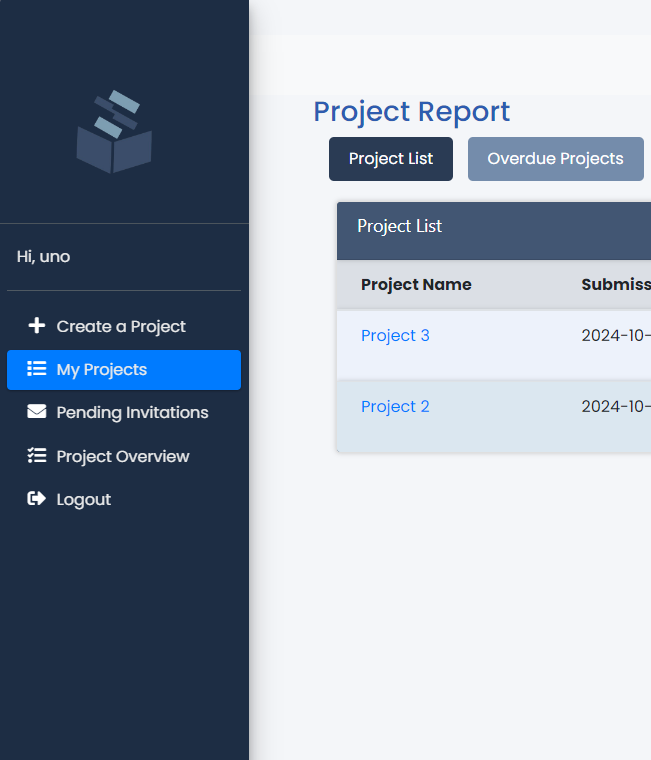 Project Report
Project List Overdue Projects
Project List
Hi, uno
Project Name Submiss
Create a Project
Project 3 2024-10-
My Projects
Pending Invitations
Project 2 2024-10-
Project Overview
Logout